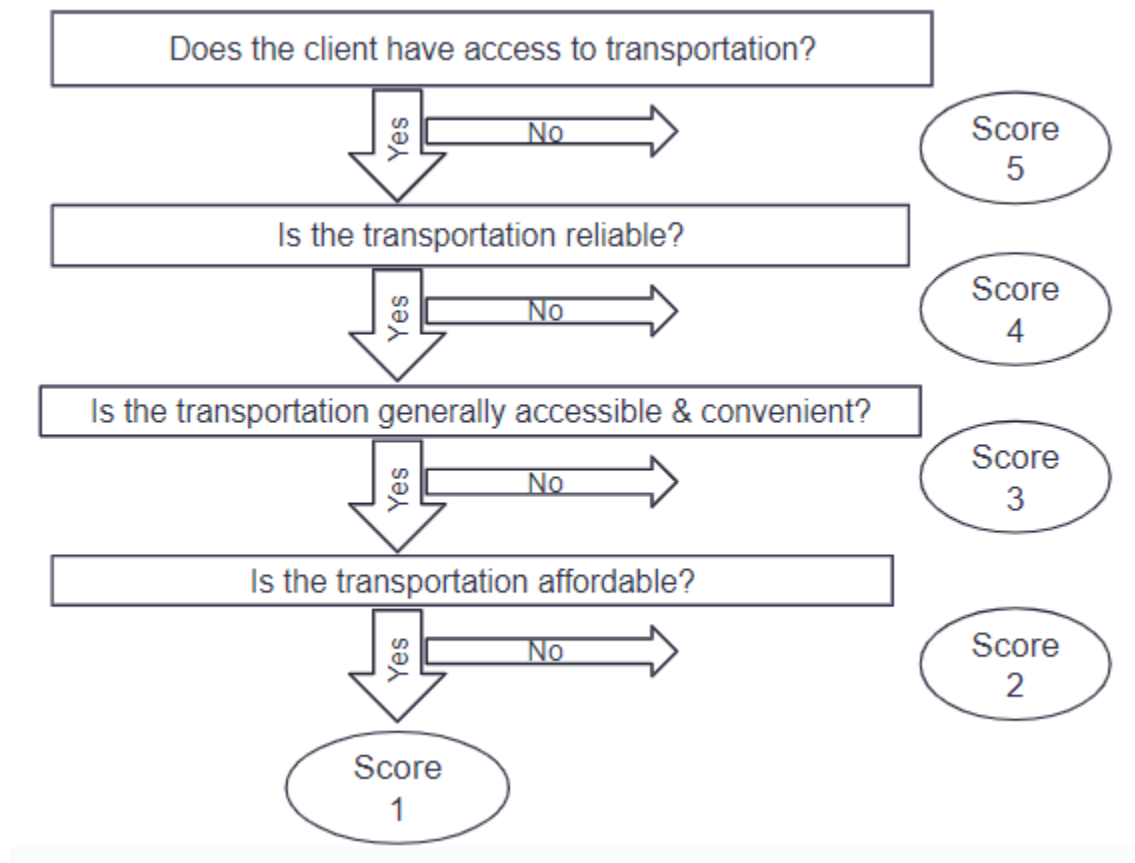 Does the client have access to transportation?
Yes
No
Score
5
Is the transportation reliable?
Yes
No
Score
4
Is the transportation generally accessible & convenient?
Yes
No
Score
3
Is the transportation affordable?
Yes
No
Score
2
Score
1